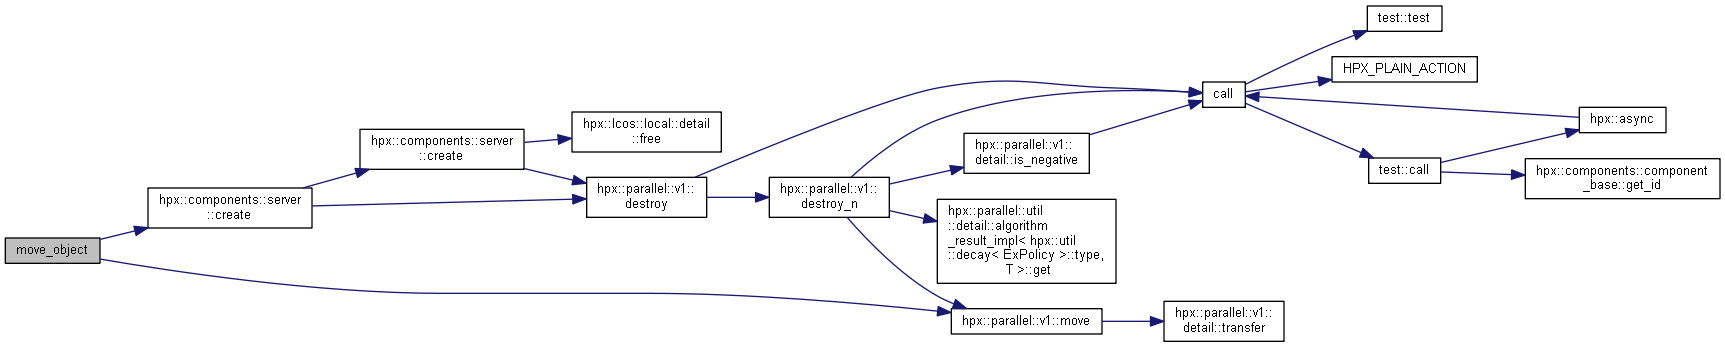 move_object
hpx::components::server
::create
hpx::components::server
::create
hpx::lcos::local::detail
::free
hpx::parallel::v1::
destroy
hpx::parallel::v1::
destroy_n
hpx::parallel::v1::
detail::is_negative
hpx::parallel::util
::detail::algorithm
_result_impl< hpx::util
::decay< ExPolicy >::type,
T >::get
hpx::parallel::v1::move
call
test::test
HPX_PLAIN_ACTION
test::call
hpx::async
hpx::components::component
_base::get_id
hpx::parallel::v1::
detail::transfer